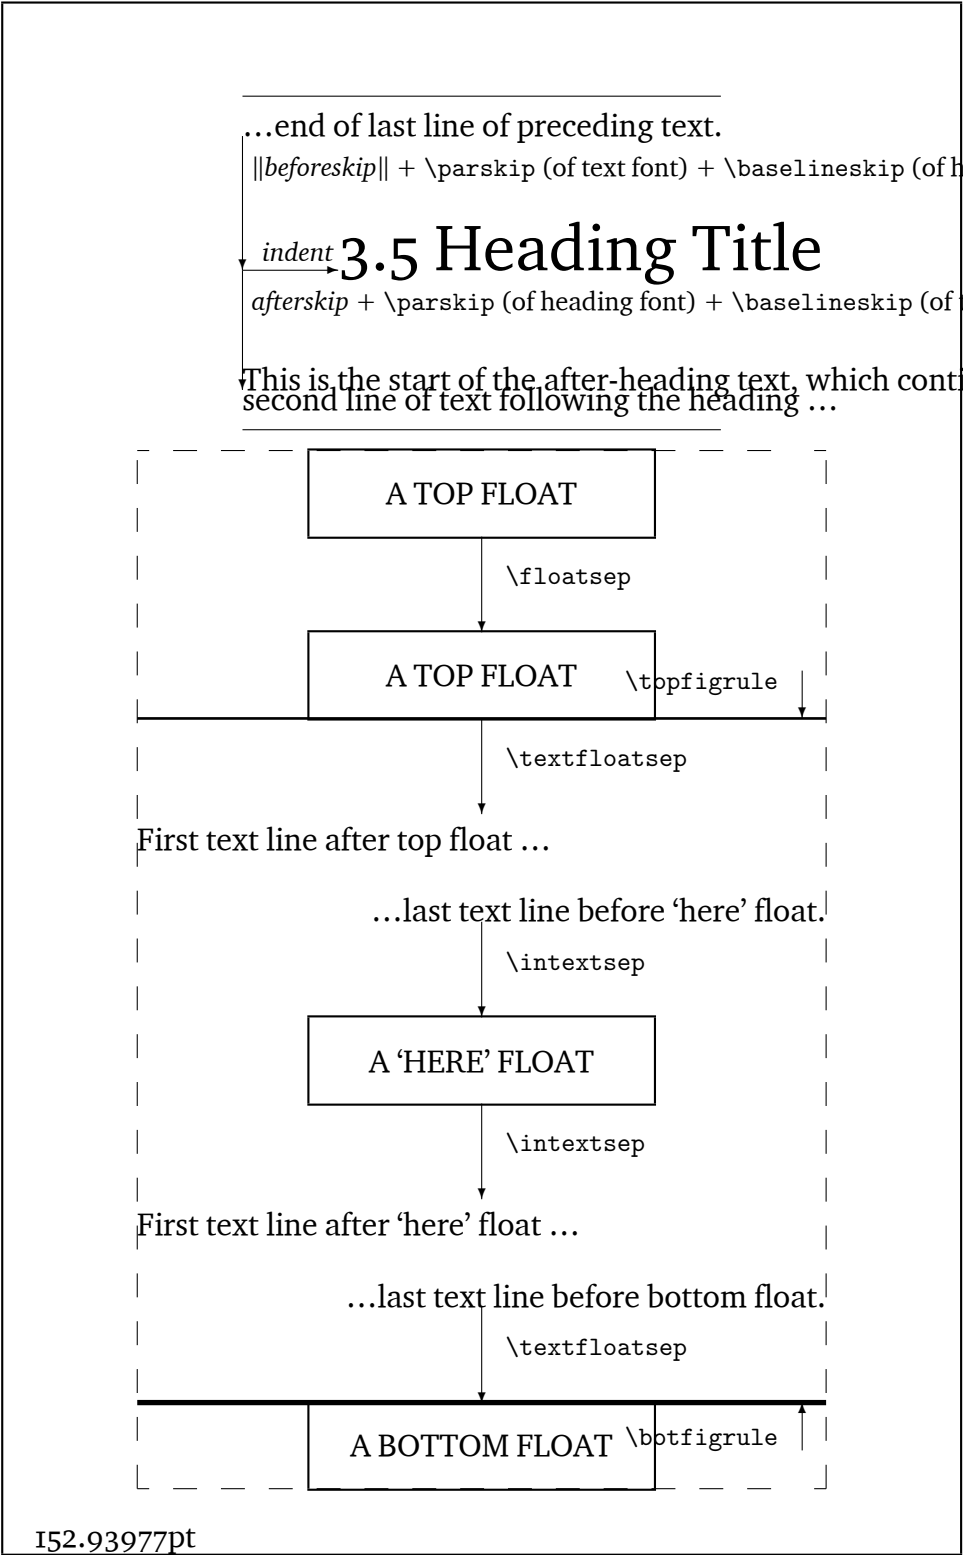 …end of last line of preceding text.
||beforeskip|| + \parskip (of text font) + \baselineskip (of h
indent 3.5 Heading Title
afterskip + \parskip (of heading font) + \baselineskip (of
This is the start of the after-heading text, which conti
second line of text following the heading …
A TOP FLOAT
\floatsep
A TOP FLOAT
\topfigrule
\textfloatsep
First text line after top float …
…last text line before ‘here’ float.
\intextsep
A ‘HERE’ FLOAT
\intextsep
First text line after ‘here’ float …
…last text line before bottom float.
\textfloatsep
A BOTTOM FLOAT
\botfigrule
152.93977pt